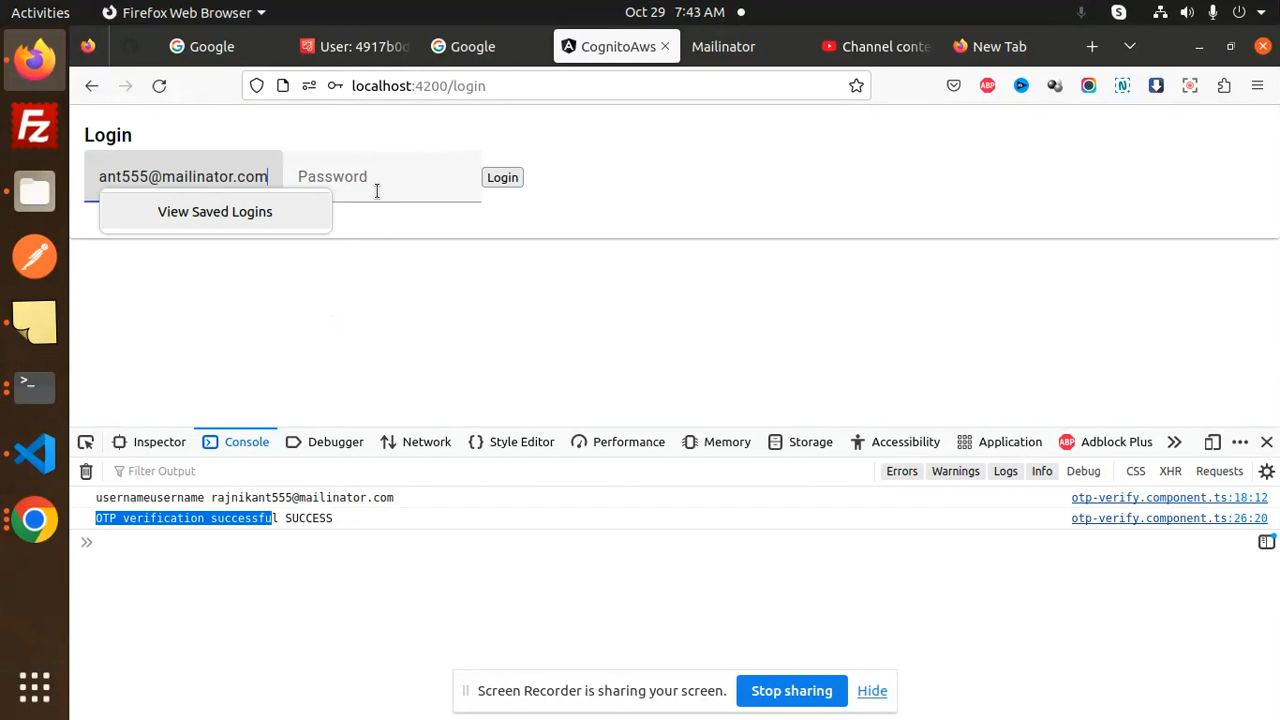 Activities
Firefox Web Browser
Oct 29 7:43 AM
Google
User: 4917b0d
Google
CognitoAws
Mailinator
Channel conte
New Tab
localhost:4200/login
Login
ant555@mailinator.com
Password
Login
View Saved Logins
Inspector
Console
Debugger
Network
Style Editor
Performance
Memory
Storage
Accessibility
Application
Adblock Plus
Filter Output
Errors
Warnings
Logs
Info
Debug
CSS
XHR
Requests
usernameusername rajnikant555@mailinator.com
otp-verify.component.ts:18:12
OTP verification successful SUCCESS
otp-verify.component.ts:26:20
Screen Recorder is sharing your screen.
Stop sharing
Hide